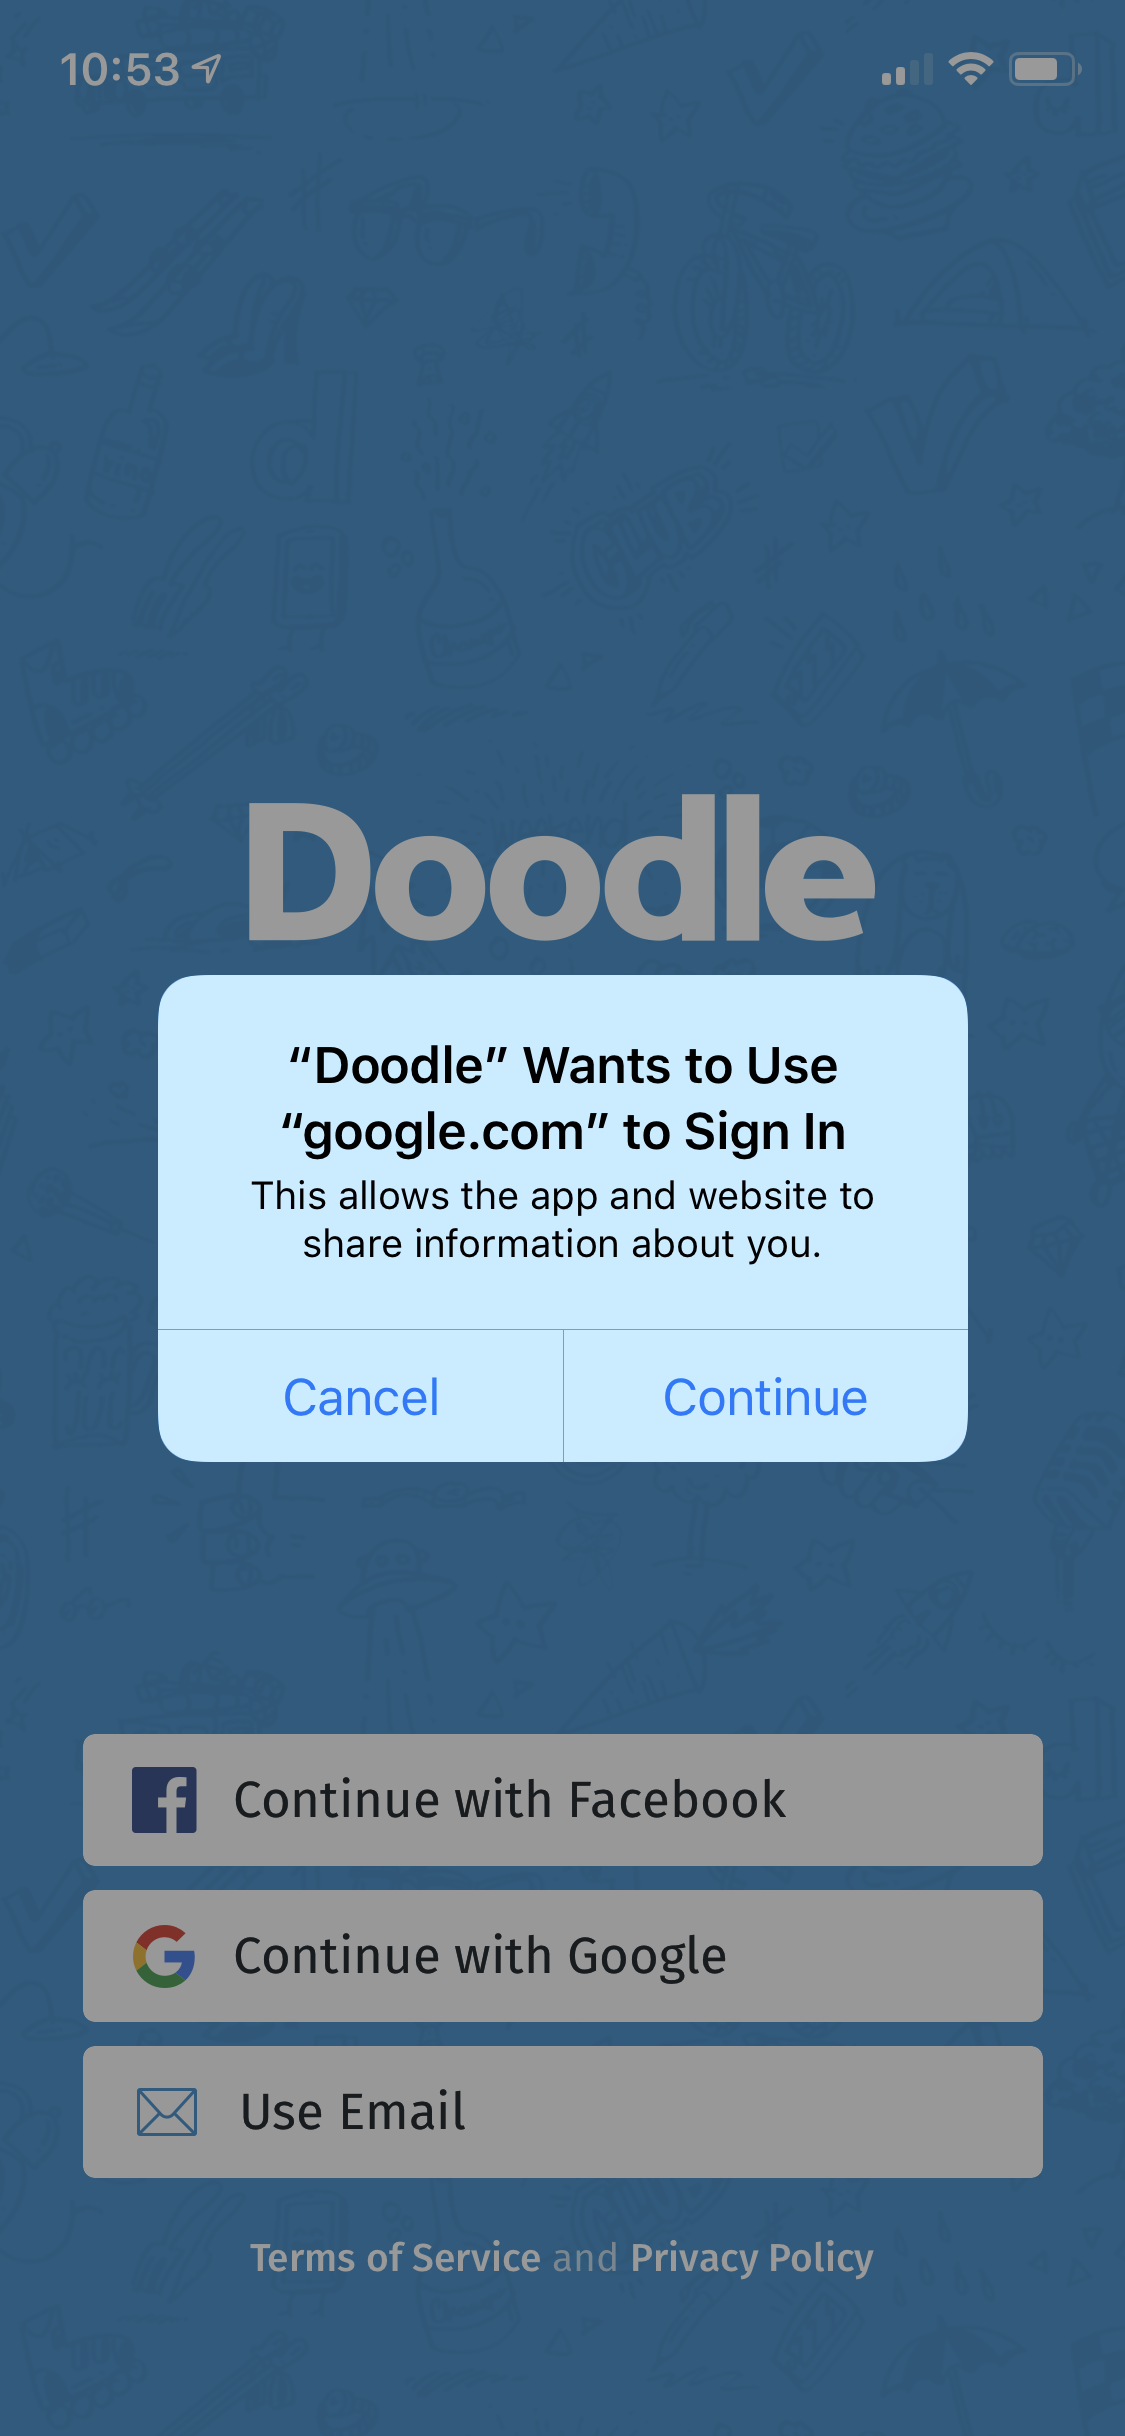 10:53
Doodle
“Doodle” Wants to Use
“google.com” to Sign In
This allows the app and website to
share information about you.
Cancel
Continue
Continue with Facebook
Continue with Google
Use Email
Terms of Service and Privacy Policy